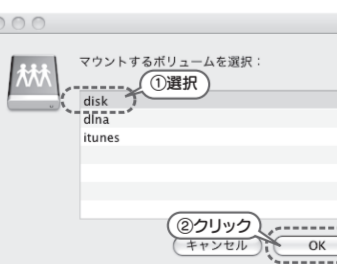 マウントするボリュームを選択：
①選択
disk
dlna
itunes
②クリック
キャンセル
OK